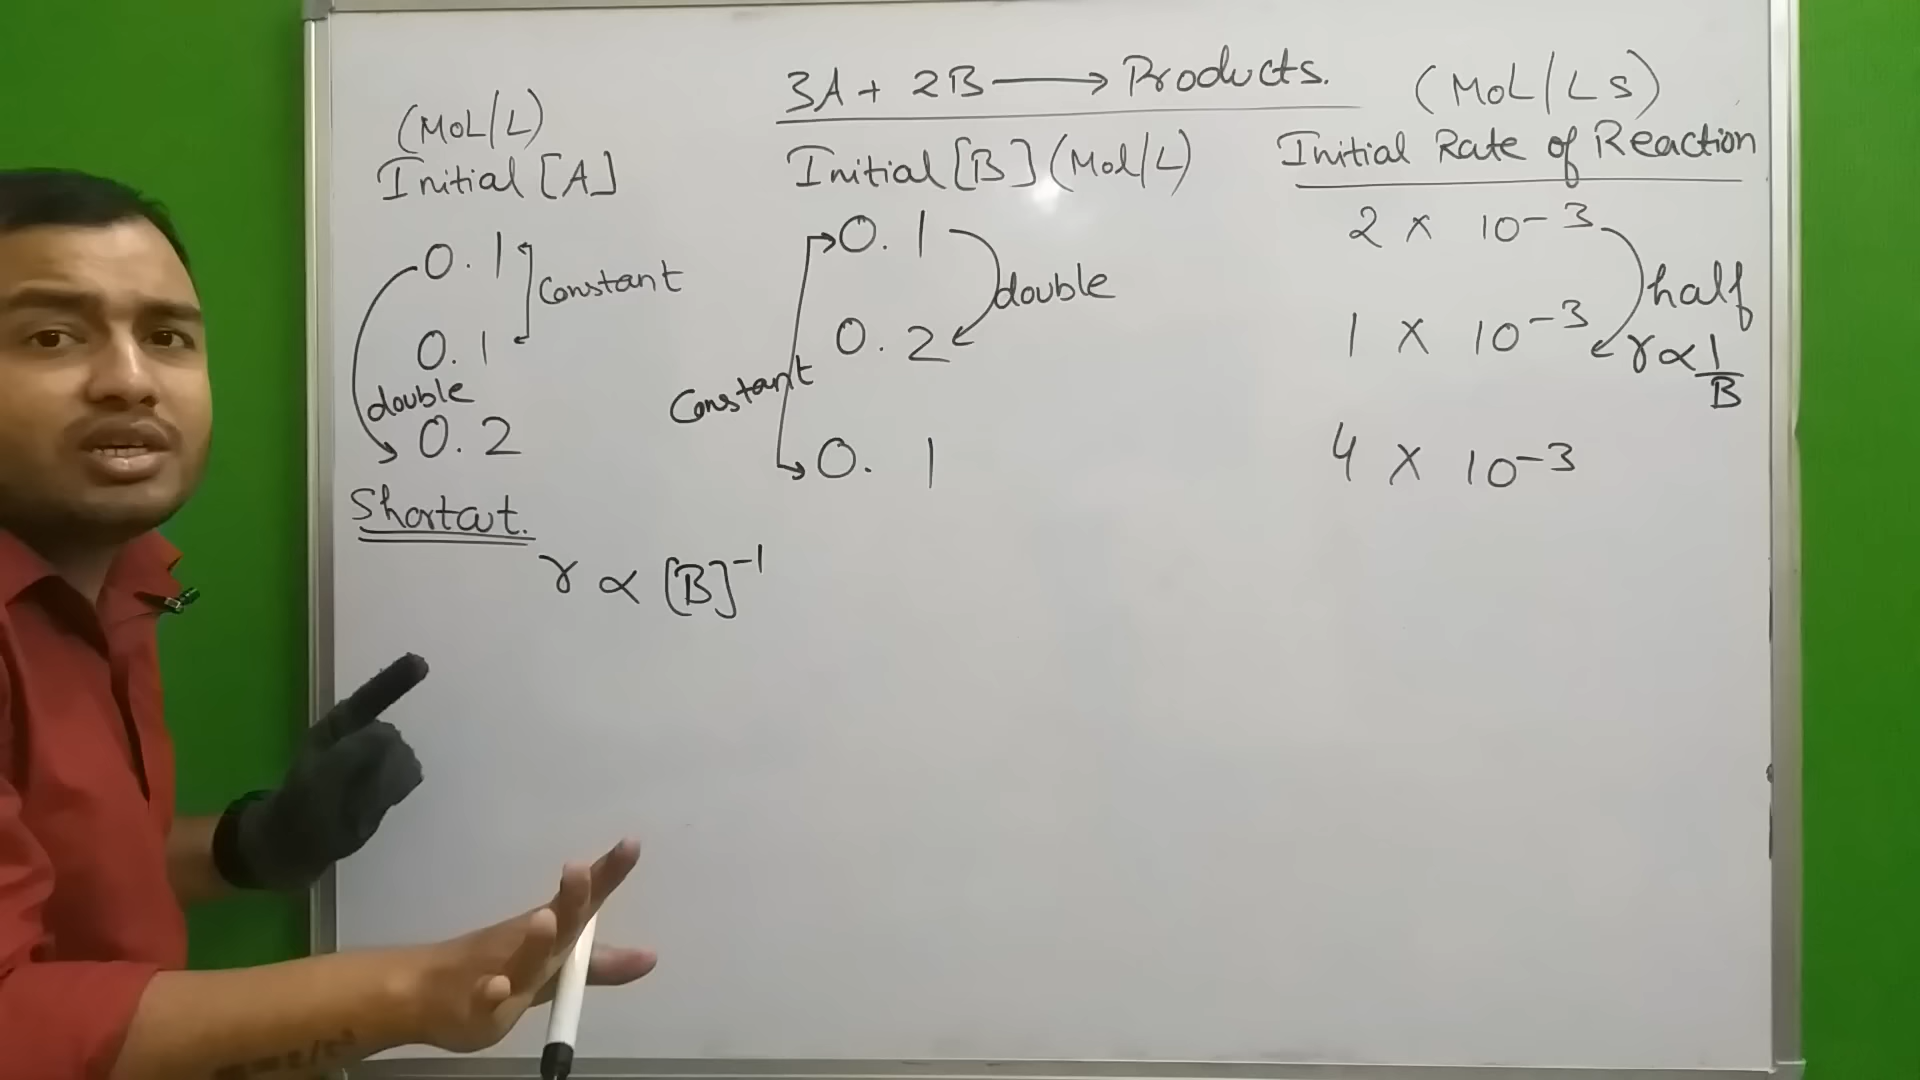 3A + 2B ⟶ Products.
(MoL/L)
Initial [A]
Initial [B] (Mol/L)
(MoL/LS)
Initial Rate of Reaction
0.1
Constant
0.1
double
0.2
0.1
double
0.2
Constant
0.1
2 × 10⁻³
half
1 × 10⁻³
r ∝ 1/B
4 × 10⁻³
Shortcut.
r ∝ [B]⁻¹